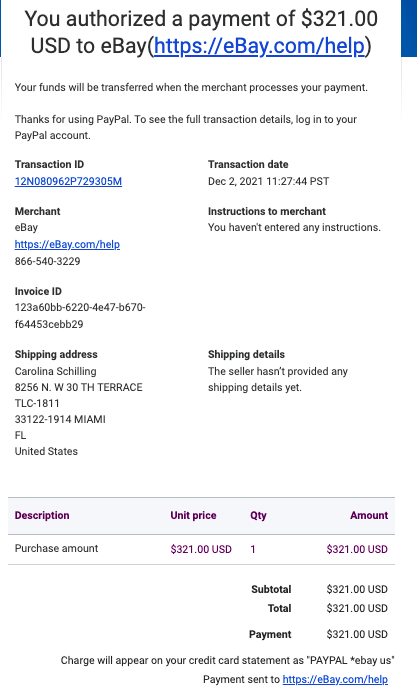 You authorized a payment of $321.00
USD to eBay(https://eBay.com/help)
Your funds will be transferred when the merchant processes your payment.
Thanks for using PayPal. To see the full transaction details, log in to your
PayPal account.
Transaction ID
12N080962P729305M
Transaction date
Dec 2, 2021 11:27:44 PST
Merchant
eBay
https://eBay.com/help
866-540-3229
Instructions to merchant
You haven't entered any instructions.
Invoice ID
123a60bb-6220-4e47-b670-
f64453cebb29
Shipping address
Carolina Schilling
8256 N. W 30 TH TERRACE
TLC-1811
33122-1914 MIAMI
FL
United States
Shipping details
The seller hasn't provided any
shipping details yet.
Description Unit price Qty Amount
Purchase amount $321.00 USD 1 $321.00 USD
Subtotal $321.00 USD
Total $321.00 USD
Payment $321.00 USD
Charge will appear on your credit card statement as "PAYPAL *ebay us"
Payment sent to https://eBay.com/help